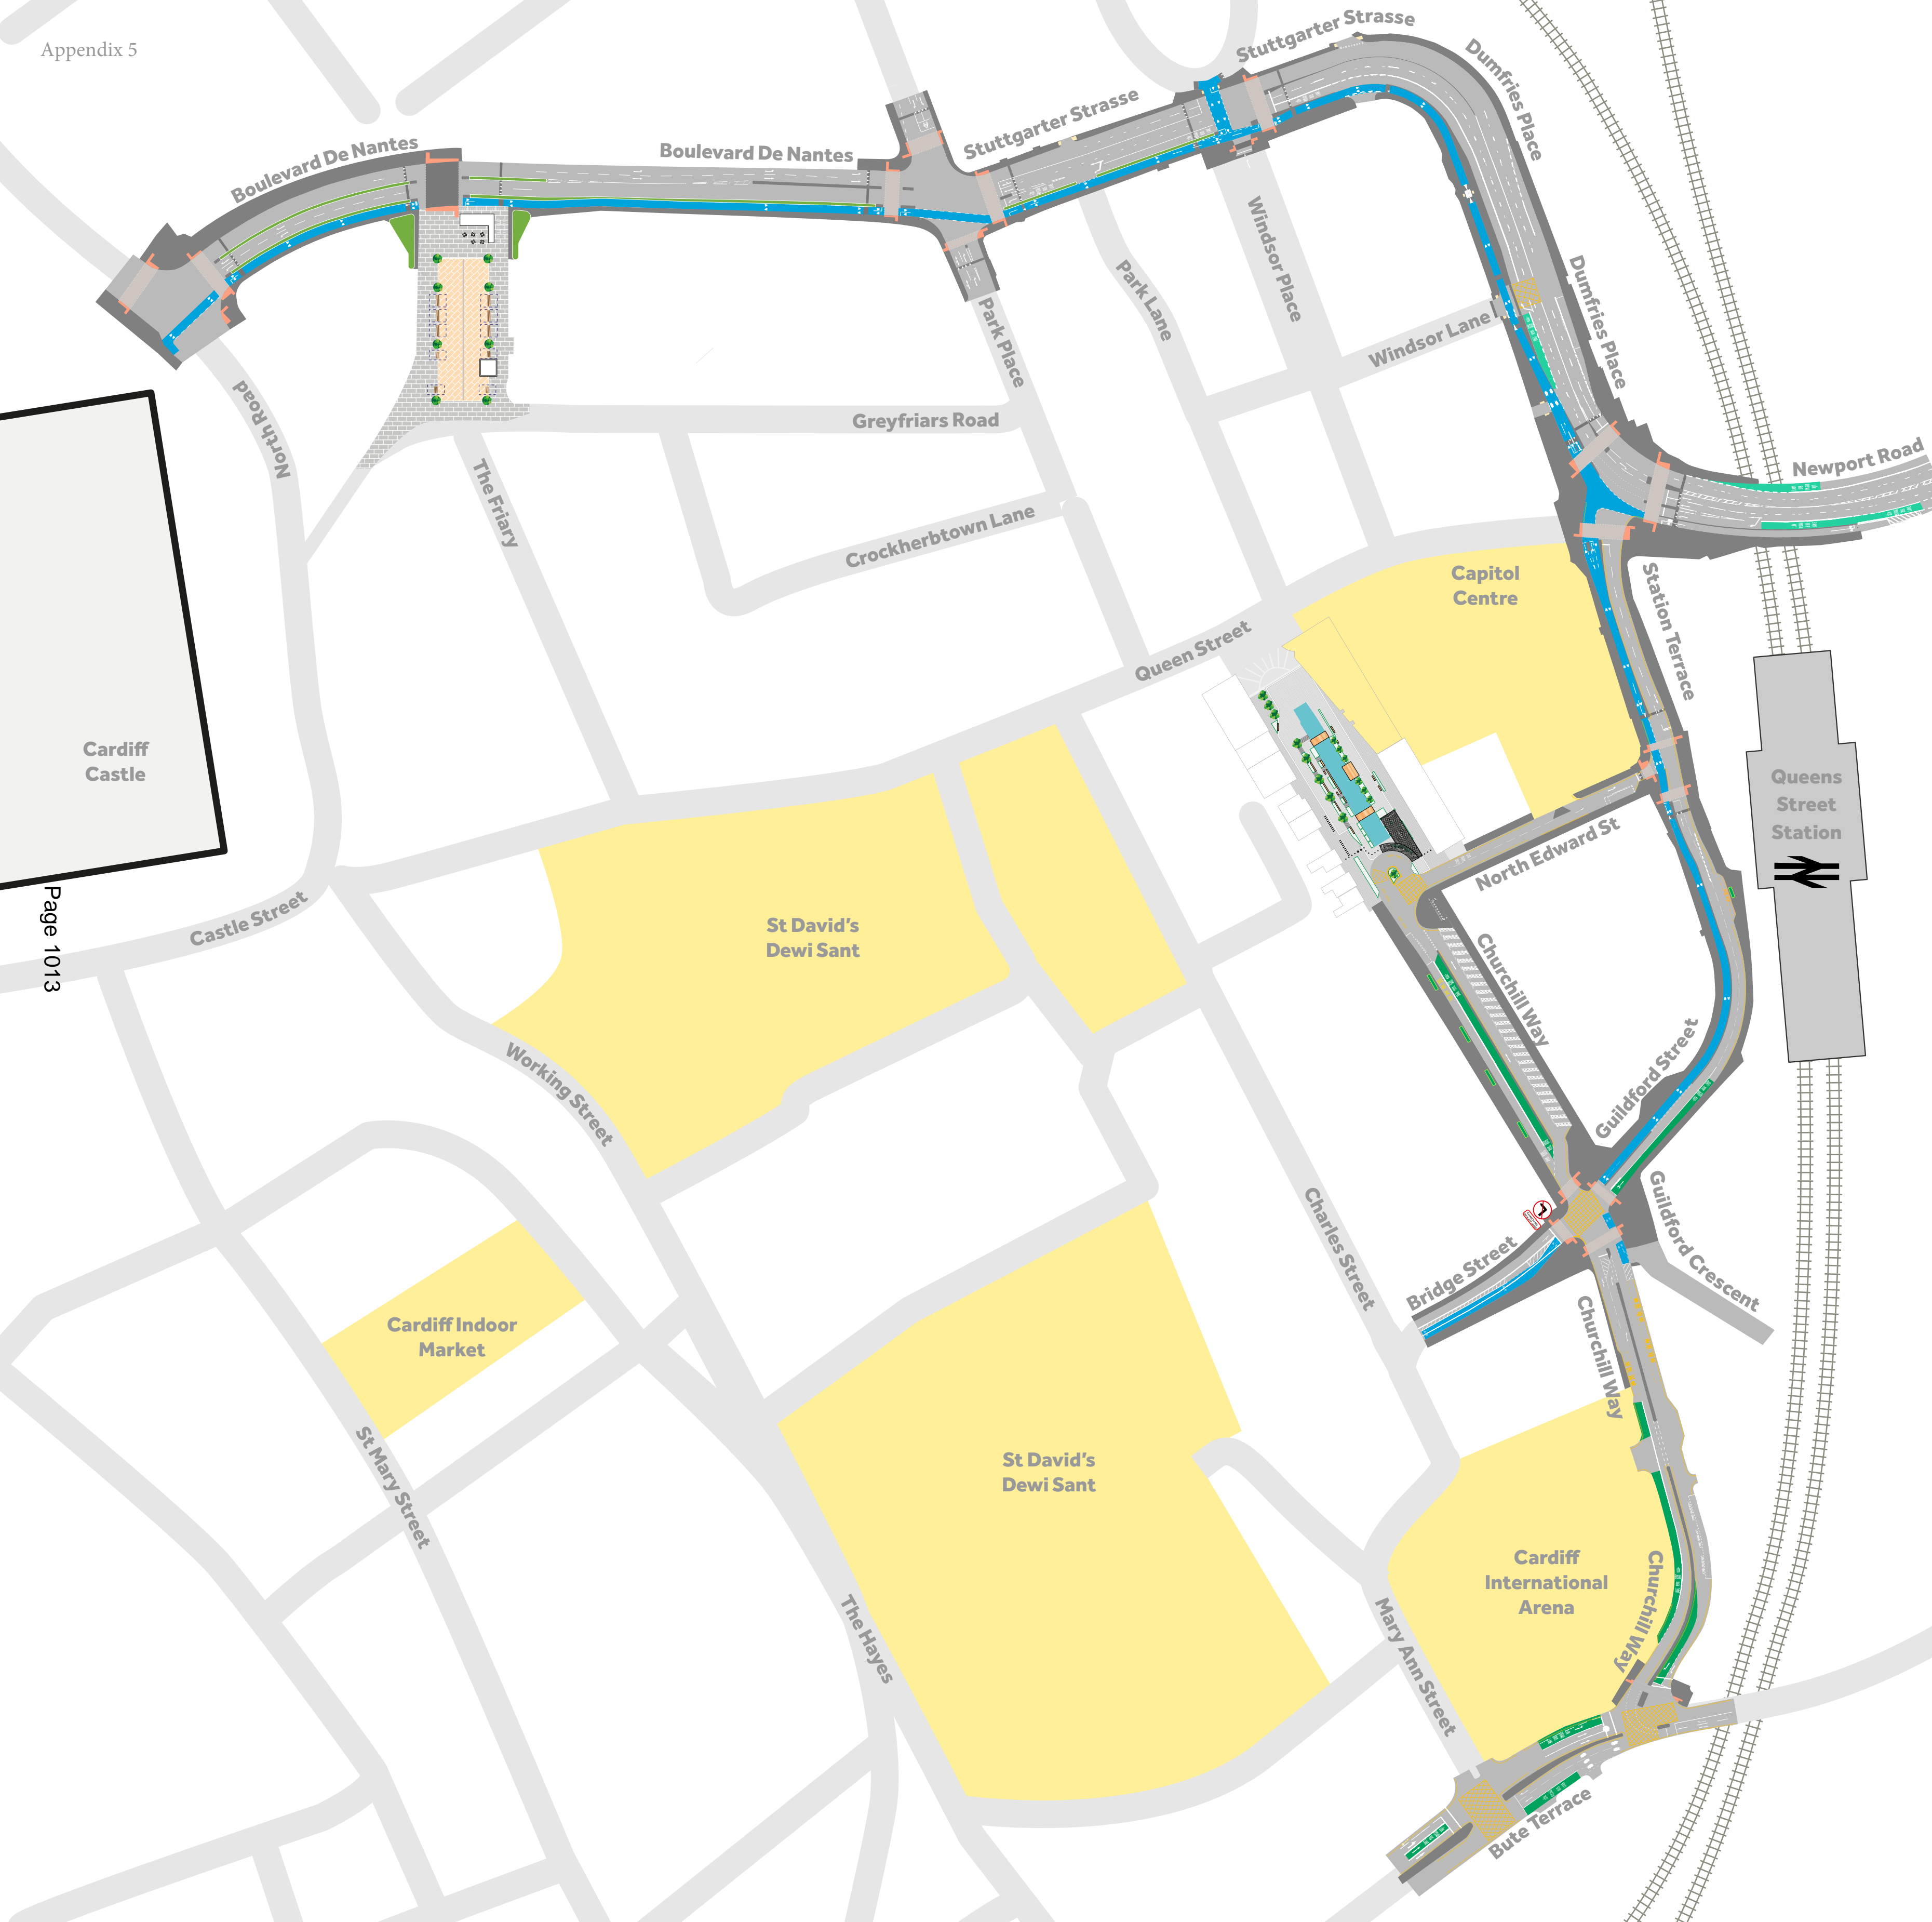 Appendix 5
Stuttgarter Strasse
Dumfries Place
Stuttgarter Strasse
Boulevard De Nantes
Boulevard De Nantes
Windsor Place
Park Lane
Dumfries Place
Park Place
Windsor Lane
North Road
Greyfriars Road
Newport Road
The Friary
Crockherbtown Lane
Capitol
Centre
Station Terrace
Queen Street
Cardiff
Castle
Queens
Street
Station
North Edward St
Page 1013
Castle Street
St David's
Dewi Sant
Churchill Way
Working Street
Guildford Street
Charles Street
Guildford Crescent
Bridge Street
Churchill Way
Cardiff Indoor
Market
St Mary Street
St David's
Dewi Sant
Cardiff
International
Arena
Churchill Way
The Hayes
Mary Ann Street
Bute Terrace